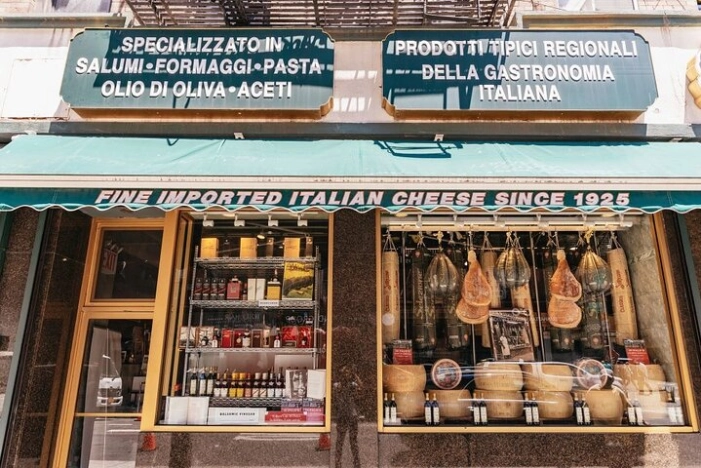 SPECIALIZZATO IN
SALUMI·FORMAGGI·PASTA
OLIO DI OLIVA·ACETI
PRODOTTI TIPICI REGIONALI
DELLA GASTRONOMIA
ITALIANA
FINE IMPORTED ITALIAN CHEESE SINCE 1925
BALSAMIC VINEGAR